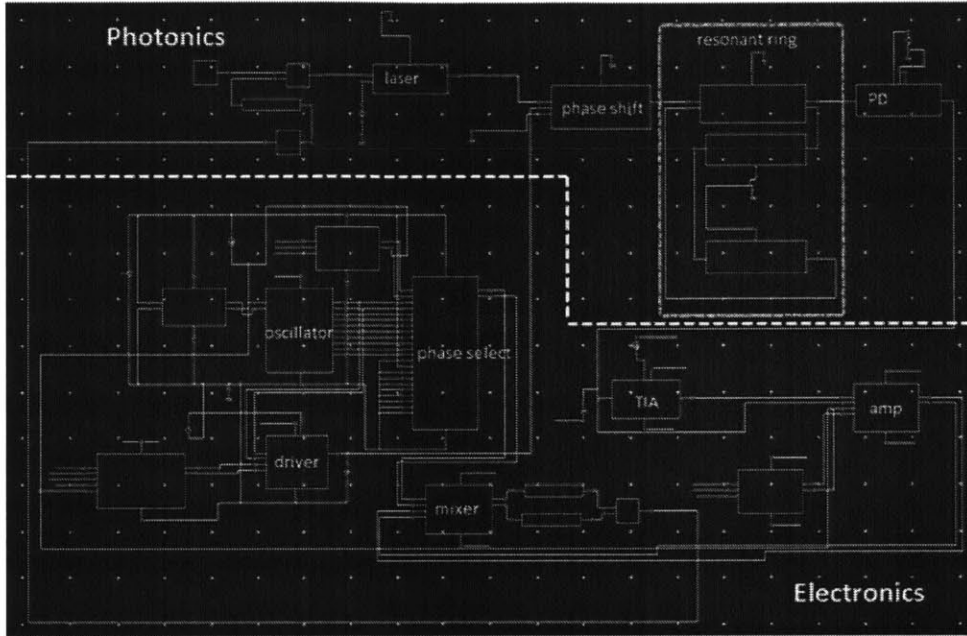 Photonics
resonant ring
laser
PD
phase shift
oscillator
phase select
TIA
amp
driver
mixer
Electronics